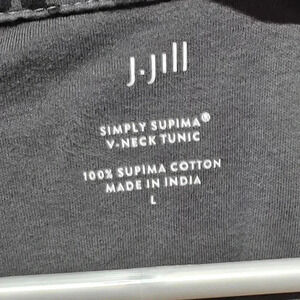 J.Jill
SIMPLY SUPIMA®
V-NECK TUNIC
100% SUPIMA COTTON
MADE IN INDIA
L